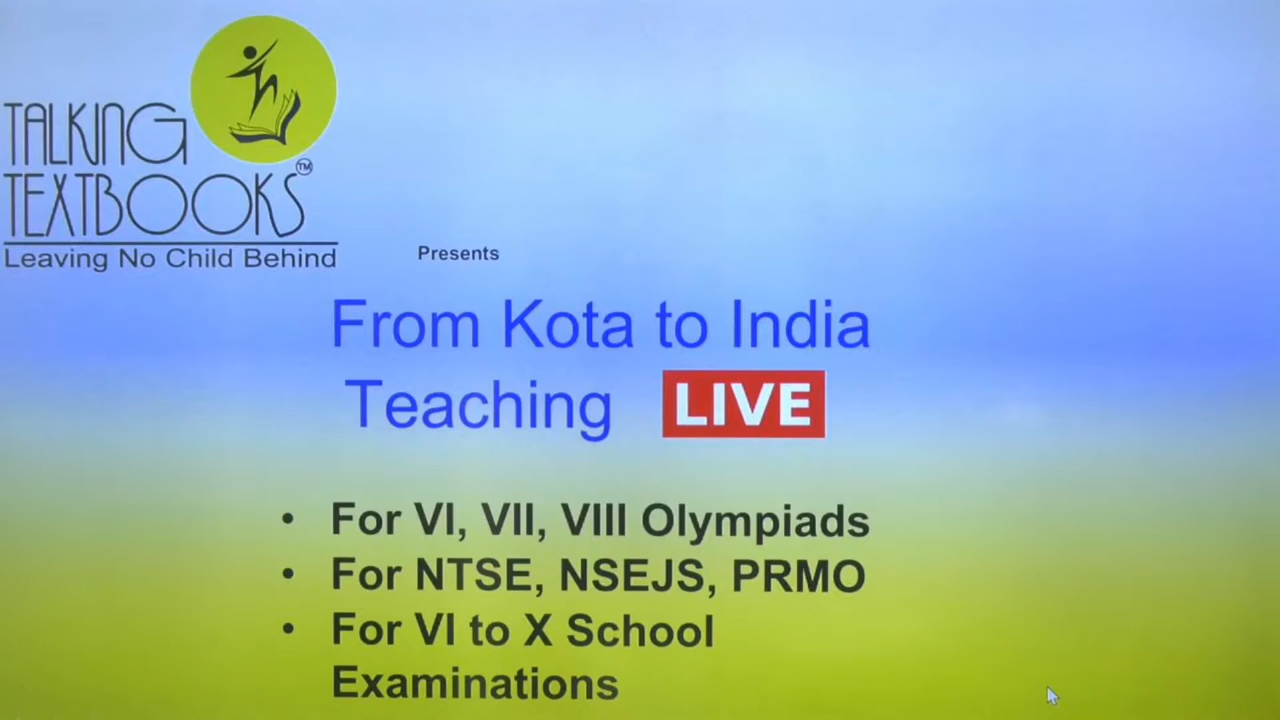 TALKING
TEXTBOOKS TM
Leaving No Child Behind
Presents
From Kota to India
Teaching LIVE
• For VI, VII, VIII Olympiads
• For NTSE, NSEJS, PRMO
• For VI to X School
Examinations